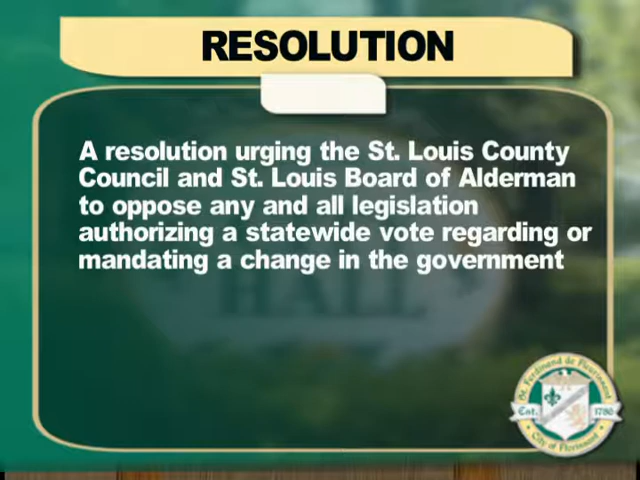 RESOLUTION
A resolution urging the St. Louis County
Council and St. Louis Board of Alderman
to oppose any and all legislation
authorizing a statewide vote regarding or
mandating a change in the government
HALL
St. Ferdinand de Fleurissant
Est. 1786
City of Florissant